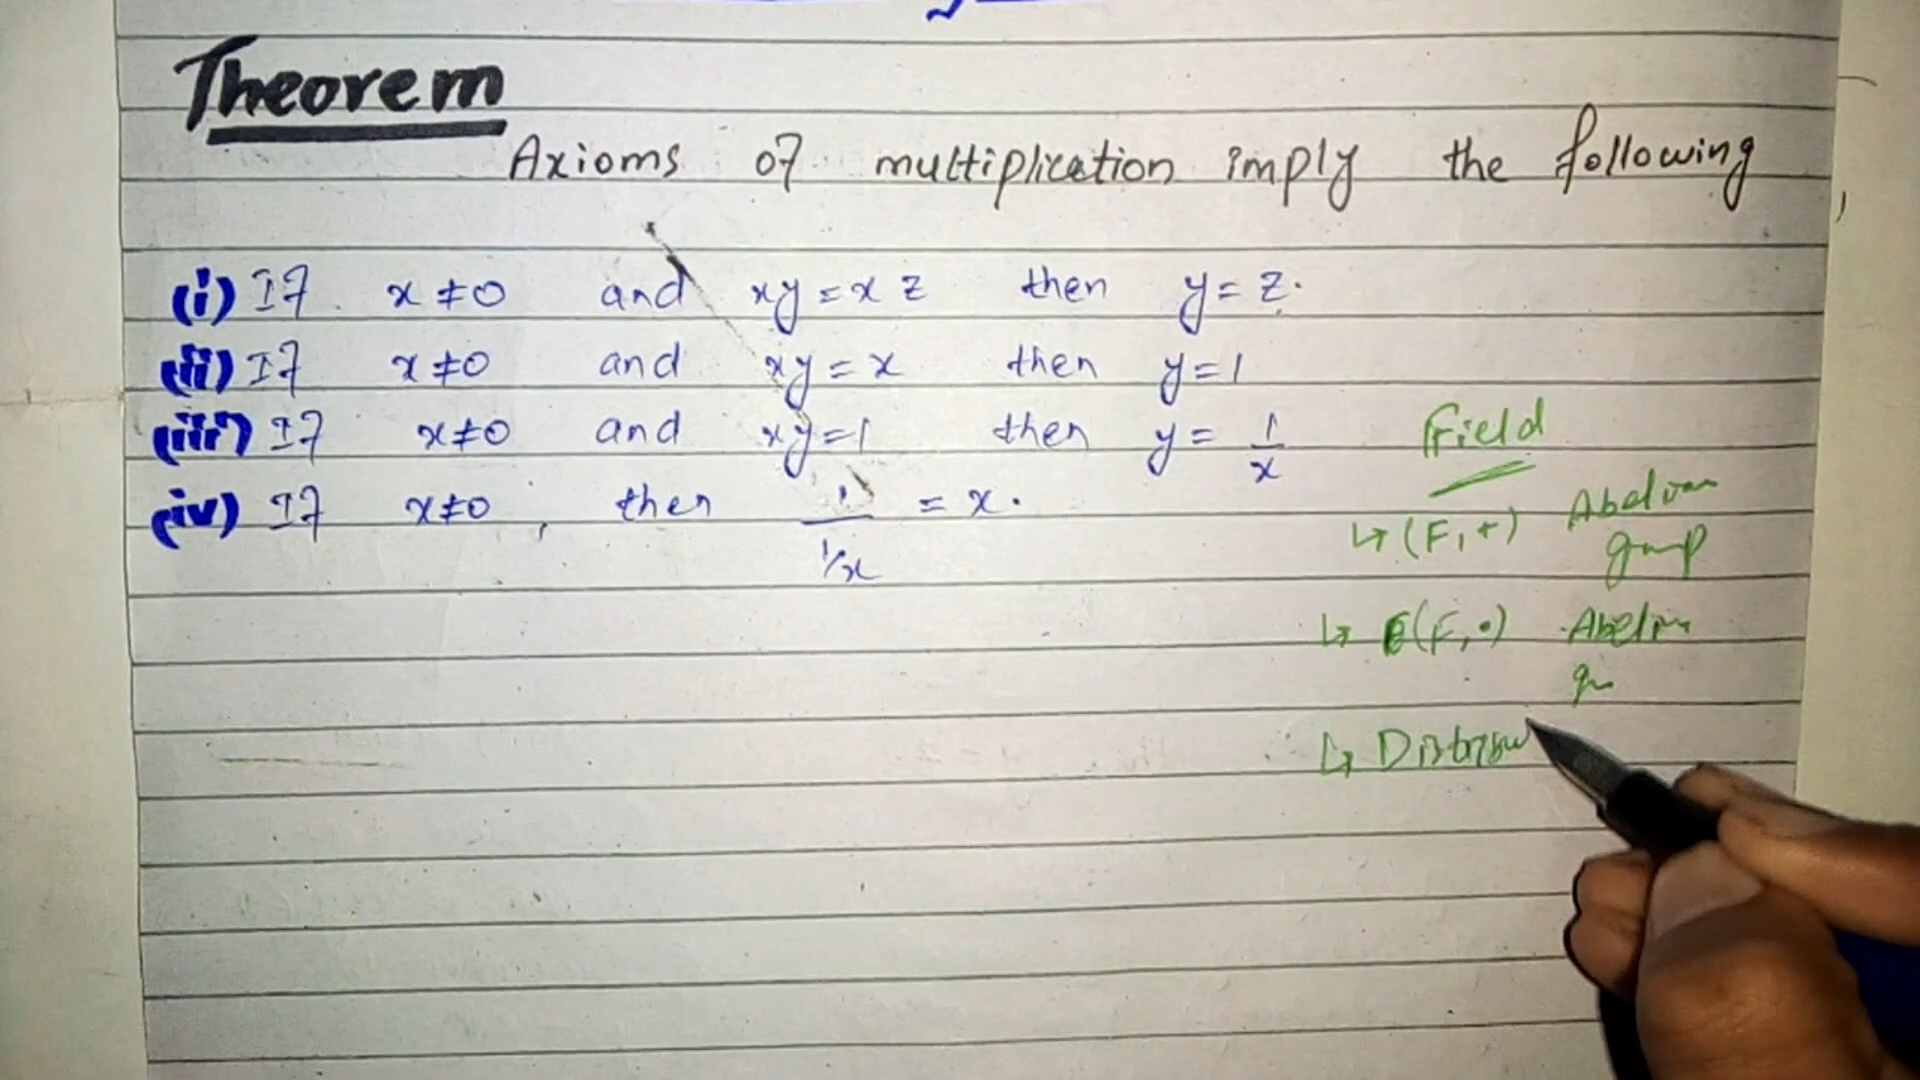 Theorem
Axioms of multiplication imply the following,
(i) If x ≠ 0 and xy = x z then y = z.
(ii) If x ≠ 0 and xy = x then y = 1
(iii) If x ≠ 0 and xy = 1 then y = 1/x
(iv) If x ≠ 0, then 1/(1/x) = x.
Field
↳ (F, +) Abelian
group
↳ (F, •) Abelian
↳ Distribu